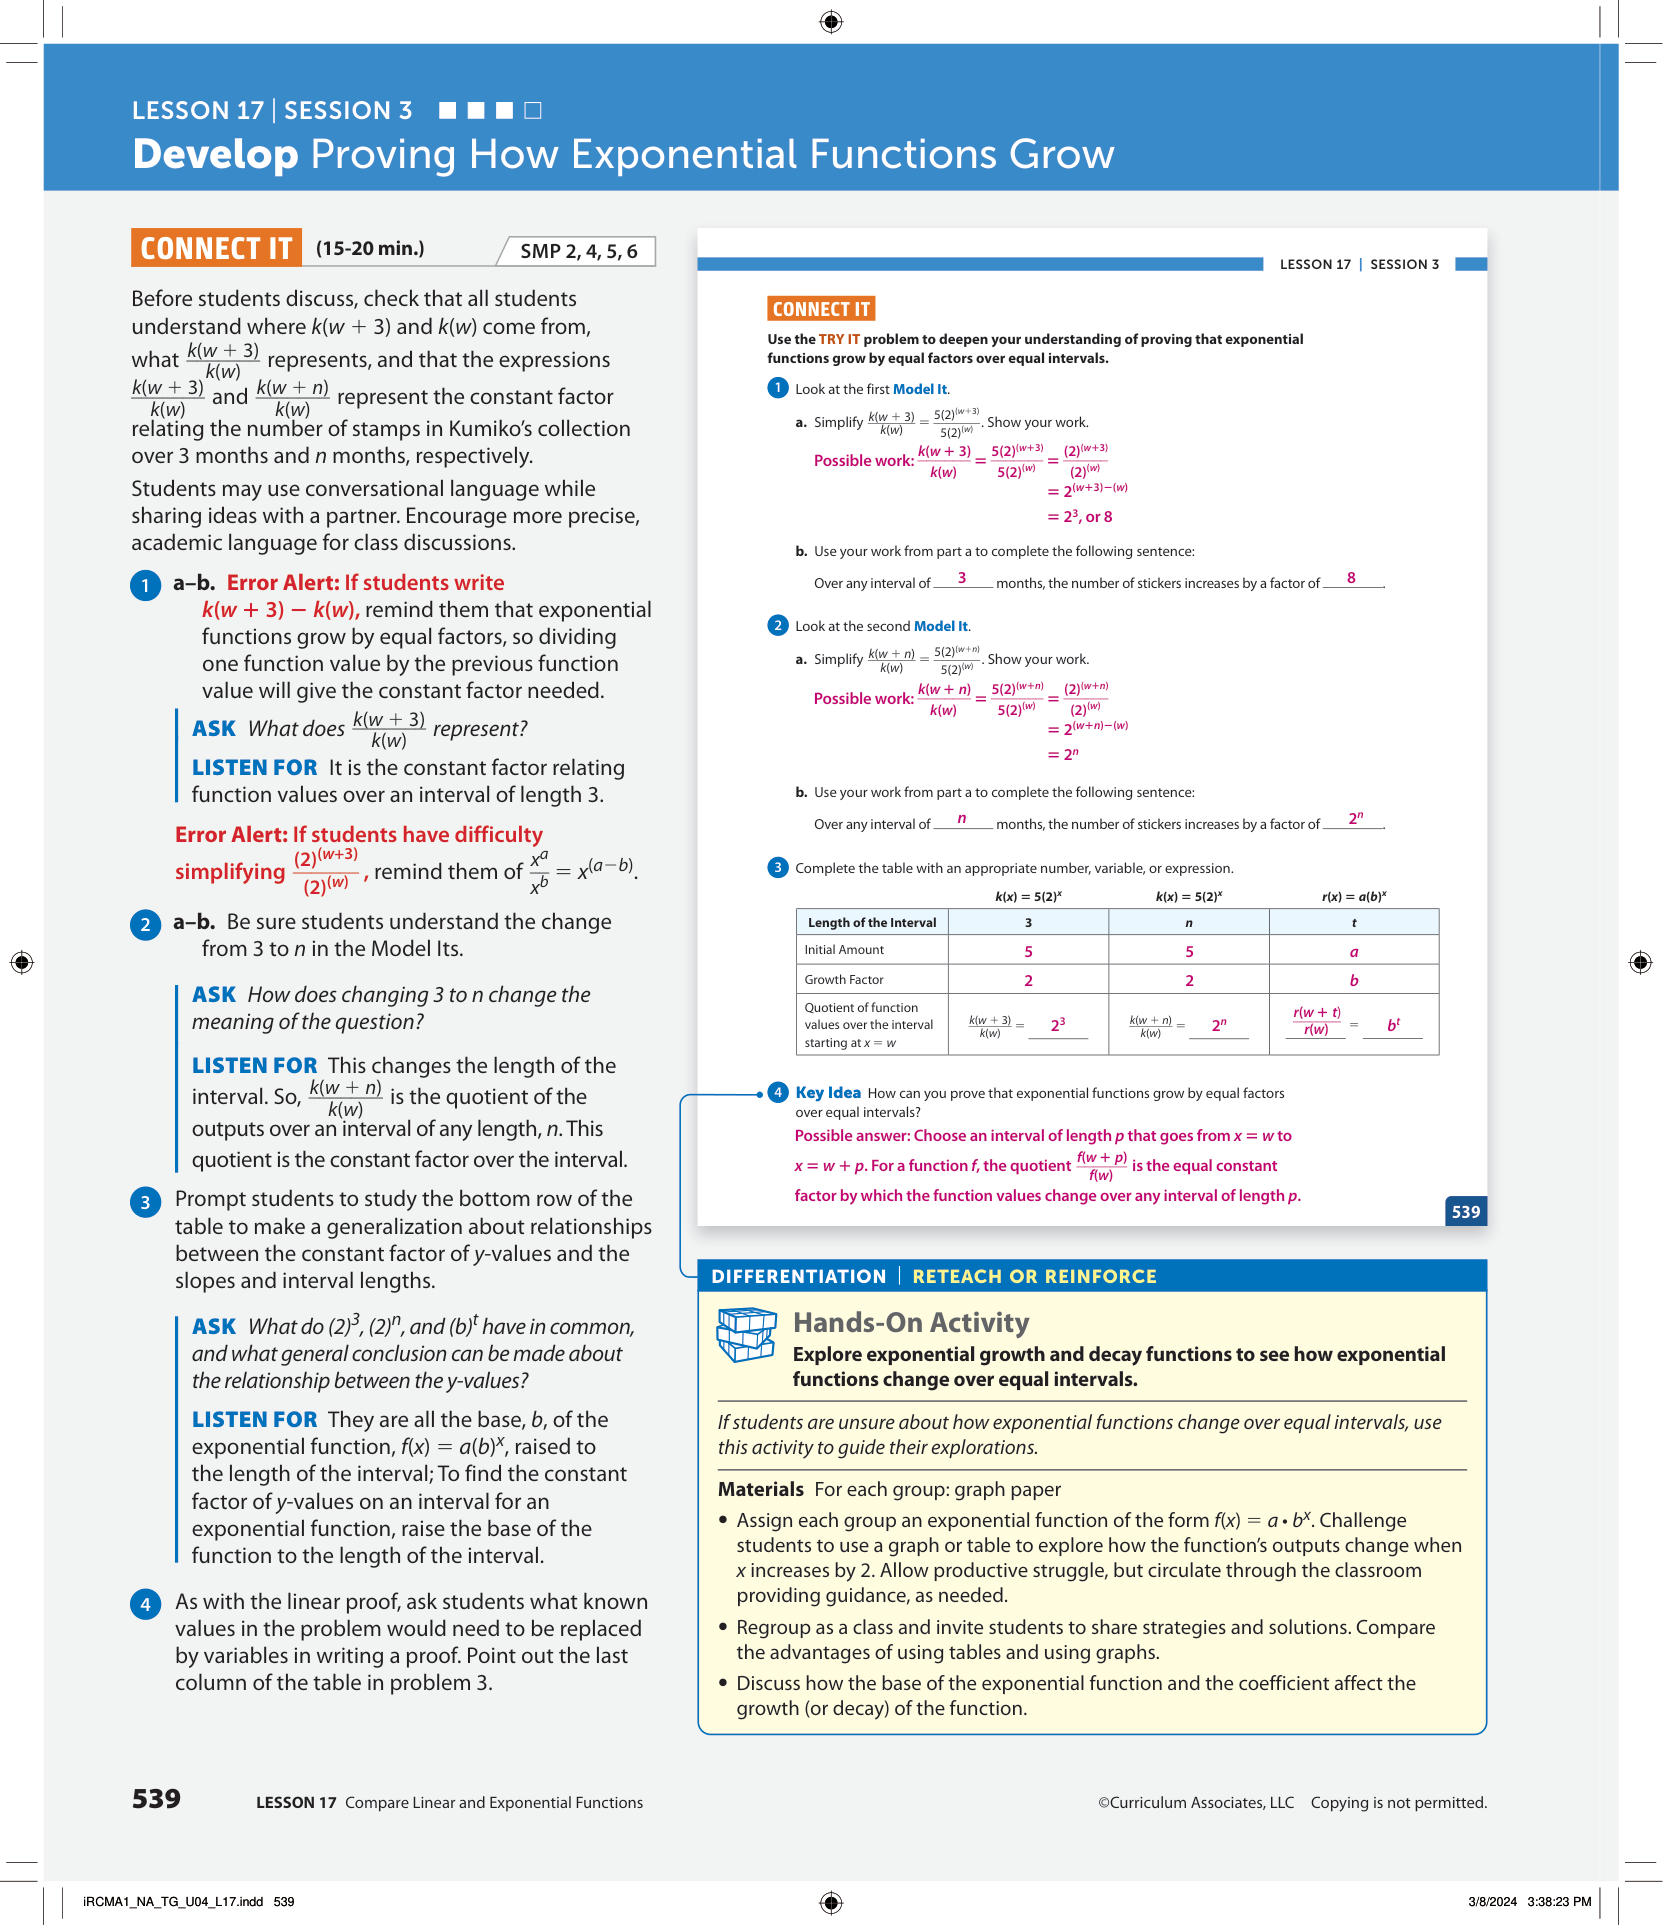 LESSON 17 | SESSION 3
Develop Proving How Exponential Functions Grow
CONNECT IT (15-20 min.) SMP 2, 4, 5, 6
Before students discuss, check that all students
understand where k(w + 3) and k(w) come from,
what k(w + 3)/k(w) represents, and that the expressions
k(w + 3)/k(w) and k(w + n)/k(w) represent the constant factor
relating the number of stamps in Kumiko’s collection
over 3 months and n months, respectively.
Students may use conversational language while
sharing ideas with a partner. Encourage more precise,
academic language for class discussions.
1 a–b. Error Alert: If students write
k(w + 3) − k(w), remind them that exponential
functions grow by equal factors, so dividing
one function value by the previous function
value will give the constant factor needed.
ASK What does k(w + 3)/k(w) represent?
LISTEN FOR It is the constant factor relating
function values over an interval of length 3.
Error Alert: If students have difficulty
simplifying (2)^(w+3)/(2)^(w), remind them of x^a/x^b = x^(a−b).
2 a–b. Be sure students understand the change
from 3 to n in the Model Its.
ASK How does changing 3 to n change the
meaning of the question?
LISTEN FOR This changes the length of the
interval. So, k(w + n)/k(w) is the quotient of the
outputs over an interval of any length, n. This
quotient is the constant factor over the interval.
3 Prompt students to study the bottom row of the
table to make a generalization about relationships
between the constant factor of y-values and the
slopes and interval lengths.
ASK What do (2)^3, (2)^n, and (b)^t have in common,
and what general conclusion can be made about
the relationship between the y-values?
LISTEN FOR They are all the base, b, of the
exponential function, f(x) = a(b)^x, raised to
the length of the interval; To find the constant
factor of y-values on an interval for an
exponential function, raise the base of the
function to the length of the interval.
4 As with the linear proof, ask students what known
values in the problem would need to be replaced
by variables in writing a proof. Point out the last
column of the table in problem 3.
LESSON 17 | SESSION 3
CONNECT IT
Use the TRY IT problem to deepen your understanding of proving that exponential
functions grow by equal factors over equal intervals.
1 Look at the first Model It.
a. Simplify k(w + 3)/k(w) = 5(2)^(w+3)/5(2)^(w). Show your work.
Possible work: k(w + 3)/k(w) = 5(2)^(w+3)/5(2)^(w) = (2)^(w+3)/(2)^(w)
= 2^(w+3)−(w)
= 2^3, or 8
b. Use your work from part a to complete the following sentence:
Over any interval of 3 months, the number of stickers increases by a factor of 8.
2 Look at the second Model It.
a. Simplify k(w + n)/k(w) = 5(2)^(w+n)/5(2)^(w). Show your work.
Possible work: k(w + n)/k(w) = 5(2)^(w+n)/5(2)^(w) = (2)^(w+n)/(2)^(w)
= 2^(w+n)−(w)
= 2^n
b. Use your work from part a to complete the following sentence:
Over any interval of n months, the number of stickers increases by a factor of 2^n.
3 Complete the table with an appropriate number, variable, or expression.
k(x) = 5(2)^x k(x) = 5(2)^x r(x) = a(b)^x
Length of the Interval 3 n t
Initial Amount 5 5 a
Growth Factor 2 2 b
Quotient of function
values over the interval
starting at x = w
k(w + 3)/k(w) = 2^3 k(w + n)/k(w) = 2^n r(w + t)/r(w) = b^t
4 Key Idea How can you prove that exponential functions grow by equal factors
over equal intervals?
Possible answer: Choose an interval of length p that goes from x = w to
x = w + p. For a function f, the quotient f(w + p)/f(w) is the equal constant
factor by which the function values change over any interval of length p.
539
DIFFERENTIATION | RETEACH OR REINFORCE
Hands-On Activity
Explore exponential growth and decay functions to see how exponential
functions change over equal intervals.
If students are unsure about how exponential functions change over equal intervals, use
this activity to guide their explorations.
Materials For each group: graph paper
• Assign each group an exponential function of the form f(x) = a • b^x. Challenge
students to use a graph or table to explore how the function’s outputs change when
x increases by 2. Allow productive struggle, but circulate through the classroom
providing guidance, as needed.
• Regroup as a class and invite students to share strategies and solutions. Compare
the advantages of using tables and using graphs.
• Discuss how the base of the exponential function and the coefficient affect the
growth (or decay) of the function.
539 LESSON 17 Compare Linear and Exponential Functions
©Curriculum Associates, LLC Copying is not permitted.
iRCMA1_NA_TG_U04_L17.indd 539
3/8/2024 3:38:23 PM